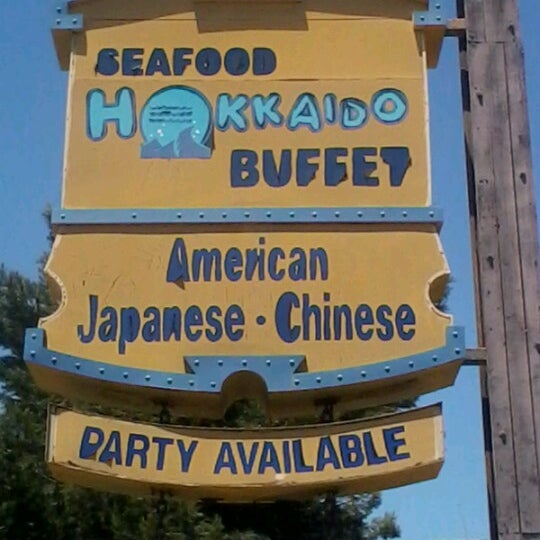 SEAFOOD
HOKKAIDO
BUFFET
American
Japanese · Chinese
PARTY AVAILABLE